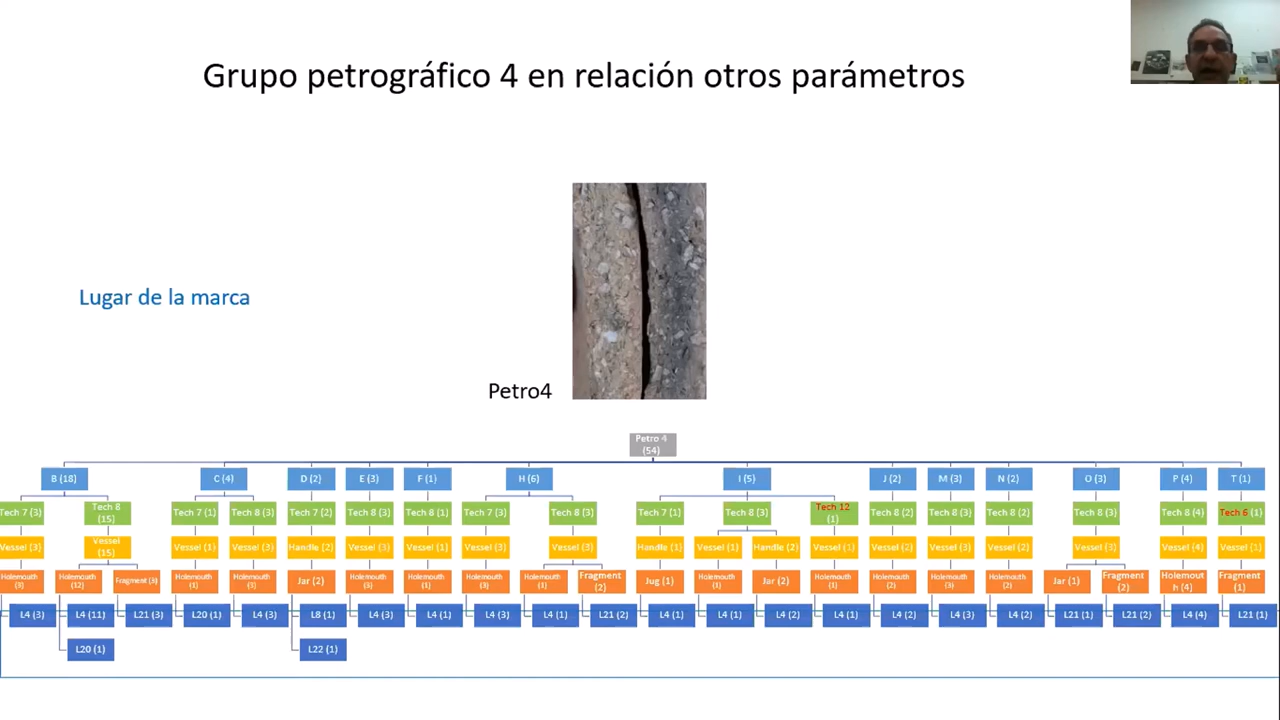 Grupo petrográfico 4 en relación otros parámetros
Lugar de la marca
Petro4
Petro 4
(54)
B (18) C (4) D (2) E (3) F (1) H (6) I (5) J (2) M (3) N (2) O (3) P (4) T (1)
Tech 7 (3) Tech 8 (15) Tech 7 (1) Tech 8 (3) Tech 7 (2) Tech 8 (3) Tech 8 (1) Tech 7 (3) Tech 8 (3) Tech 7 (1) Tech 8 (3) Tech 12 (1) Tech 8 (2) Tech 8 (3) Tech 8 (2) Tech 8 (3) Tech 8 (4) Tech 6 (1)
Vessel (3) Vessel (15) Vessel (1) Vessel (3) Handle (2) Vessel (3) Vessel (1) Vessel (3) Vessel (3) Handle (1) Vessel (1) Handle (2) Vessel (1) Vessel (2) Vessel (3) Vessel (2) Vessel (3) Vessel (4) Vessel (1)
Holemouth (3) Holemouth (12) Fragment (3) Holemouth (1) Holemouth (3) Jar (2) Holemouth (3) Holemouth (1) Holemouth (3) Holemouth (1) Fragment (2) Jug (1) Holemouth (1) Jar (2) Holemouth (1) Holemouth (2) Holemouth (3) Holemouth (2) Jar (1) Fragment (2) Holemouth (4) Fragment (1)
L4 (3) L4 (11) L21 (3) L20 (1) L4 (3) L8 (1) L4 (3) L4 (1) L4 (3) L4 (1) L21 (2) L4 (1) L4 (1) L4 (2) L4 (1) L4 (2) L4 (3) L4 (2) L21 (1) L21 (2) L4 (4) L21 (1)
L20 (1) L22 (1)